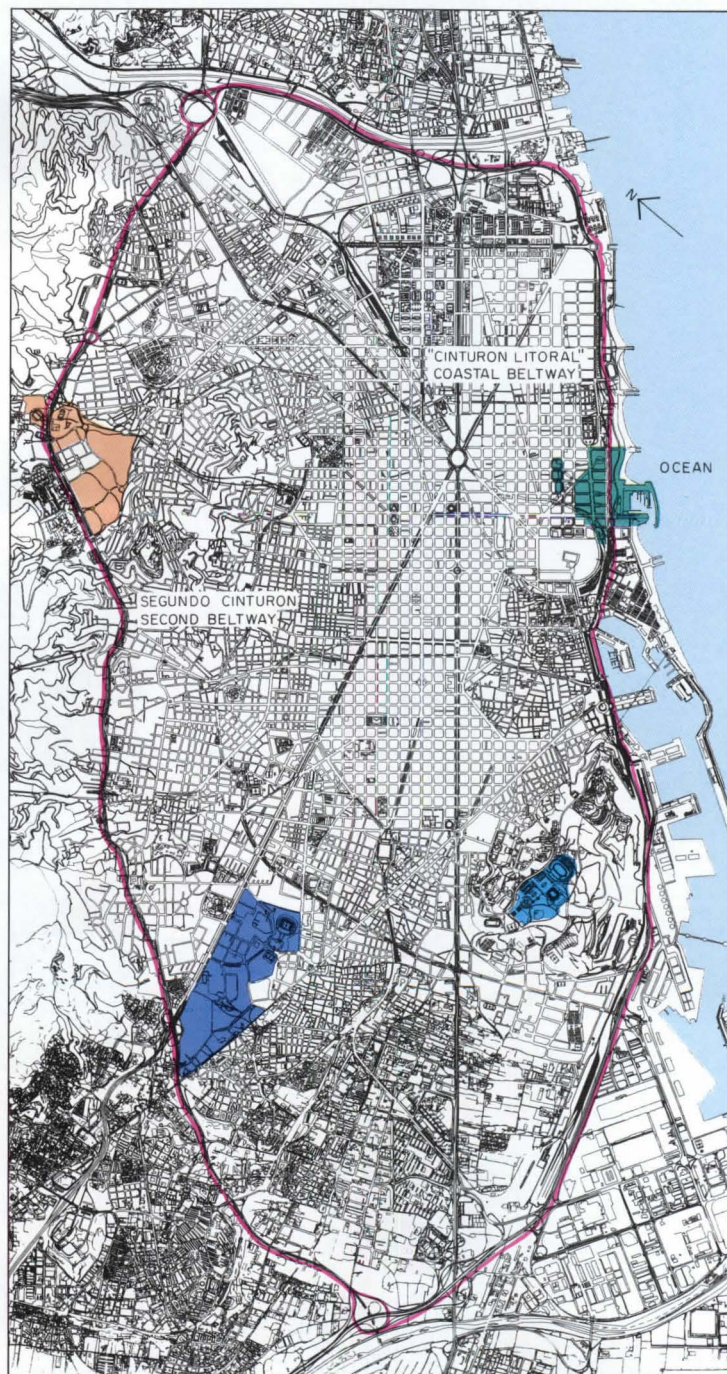 N
"CINTURON LITORAL"
COASTAL BELTWAY
OCEAN
SEGUNDO CINTURON
SECOND BELTWAY